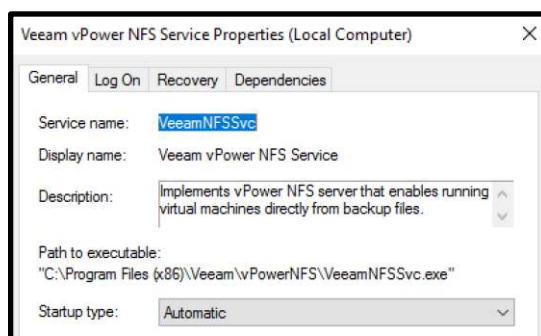 Veeam vPower NFS Service Properties (Local Computer)
General Log On Recovery Dependencies
Service name: VeeamNFSSvc
Display name: Veeam vPower NFS Service
Description: Implements vPower NFS server that enables running
virtual machines directly from backup files.
Path to executable:
"C:\Program Files (x86)\Veeam\vPowerNFS\VeeamNFSSvc.exe"
Startup type: Automatic